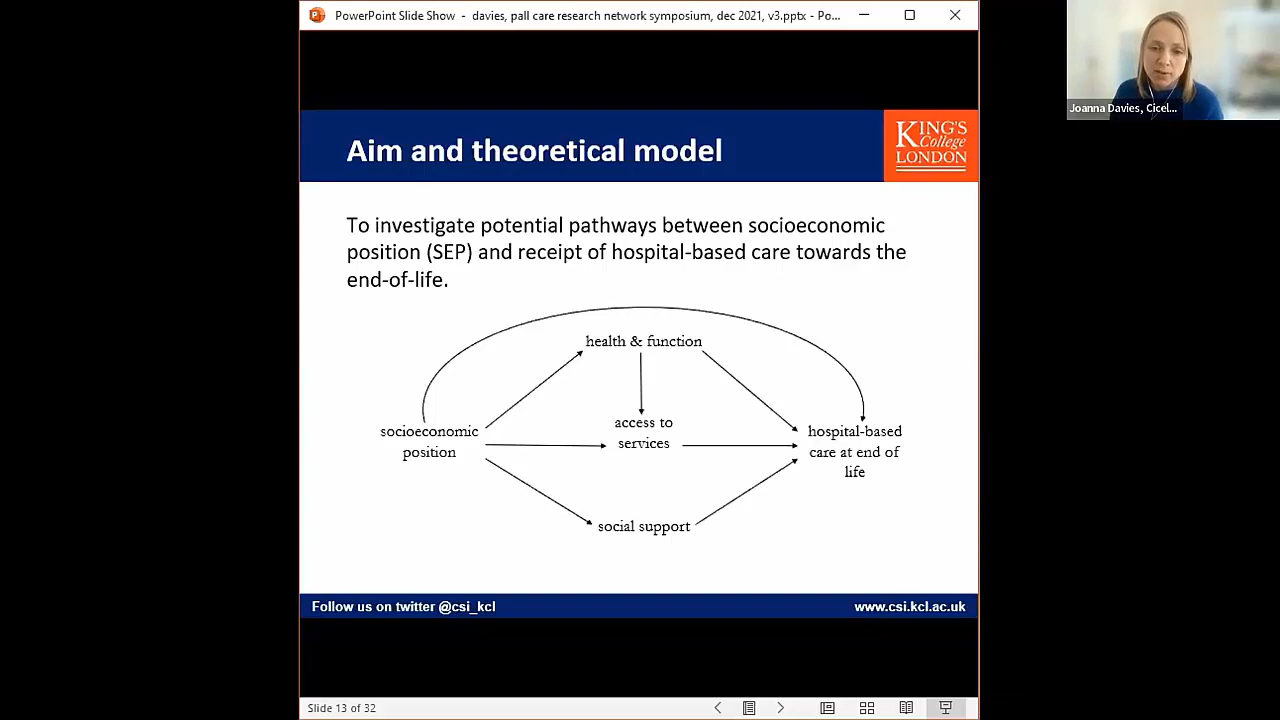 PowerPoint Slide Show - davies, pall care research network symposium, dec 2021, v3.pptx - Po...
Joanna Davies, Cicel...
Aim and theoretical model
KING'S
College
LONDON
To investigate potential pathways between socioeconomic
position (SEP) and receipt of hospital-based care towards the
end-of-life.
health & function
access to
services
socioeconomic
position
hospital-based
care at end of
life
social support
Follow us on twitter @csi_kcl
www.csi.kcl.ac.uk
Slide 13 of 32